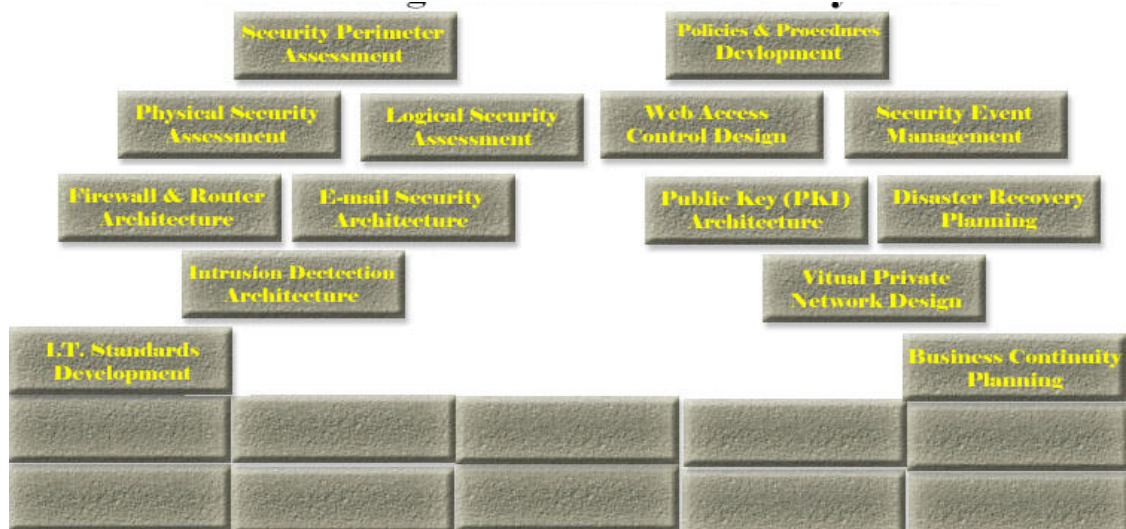 Security Perimeter
Assessment
Policies & Procedures
Devlopment
Physical Security
Assessment
Logical Security
Assessment
Web Access
Control Design
Security Event
Management
Firewall & Router
Architecture
E-mail Security
Architecture
Public Key (PKI)
Architecture
Disaster Recovery
Planning
Intrusion Dectection
Architecture
Vitual Private
Network Design
I.T. Standards
Development
Business Continuity
Planning